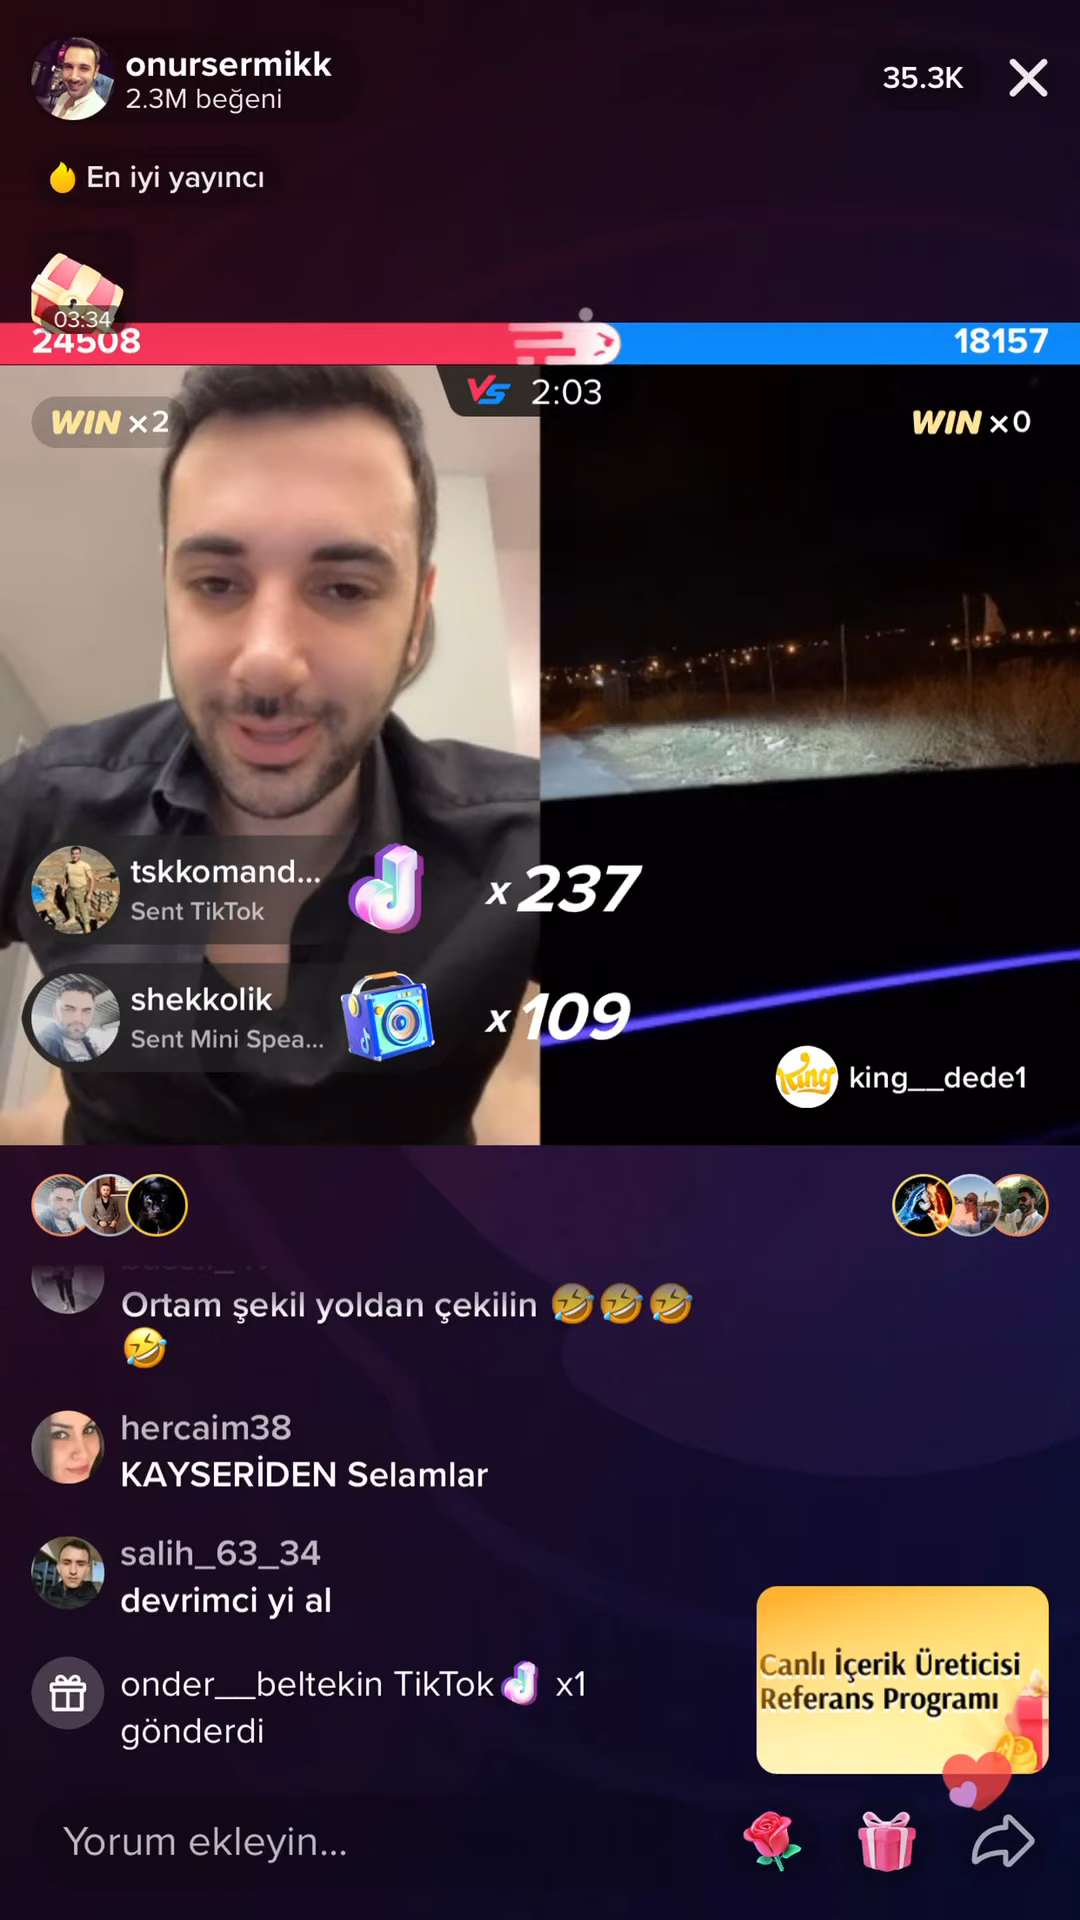 onursermikk
2.3M beğeni
35.3K
En iyi yayıncı
03:34
24508
18157
VS 2:03
WIN x2
WIN x0
tskkomand...
Sent TikTok
x237
shekkolik
Sent Mini Spea...
x109
king
king__dede1
Ortam şekil yoldan çekilin 🤣🤣🤣
🤣
hercaim38
KAYSERİDEN Selamlar
salih_63_34
devrimci yi al
onder__beltekin TikTok x1
gönderdi
Canlı İçerik Üreticisi
Referans Programı
Yorum ekleyin...